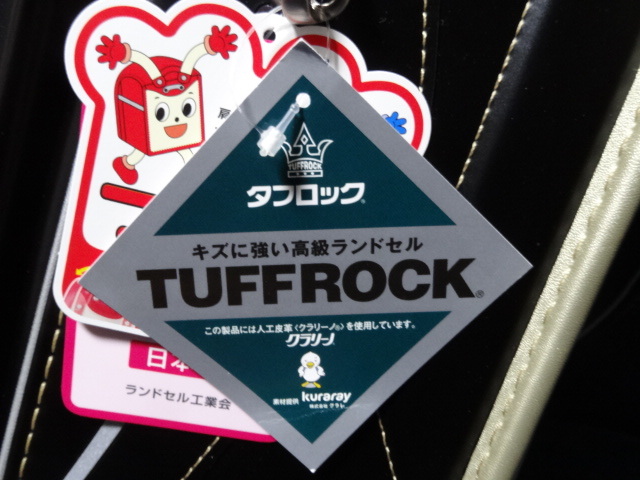 TUFFROCK
タフロック®
キズに強い高級ランドセル
TUFFROCK®
この製品には人工皮革〈クラリーノ®〉を使用しています。
クラリーノ
素材提供 kuraray
株式会社クラレ
日本
ランドセル工業会